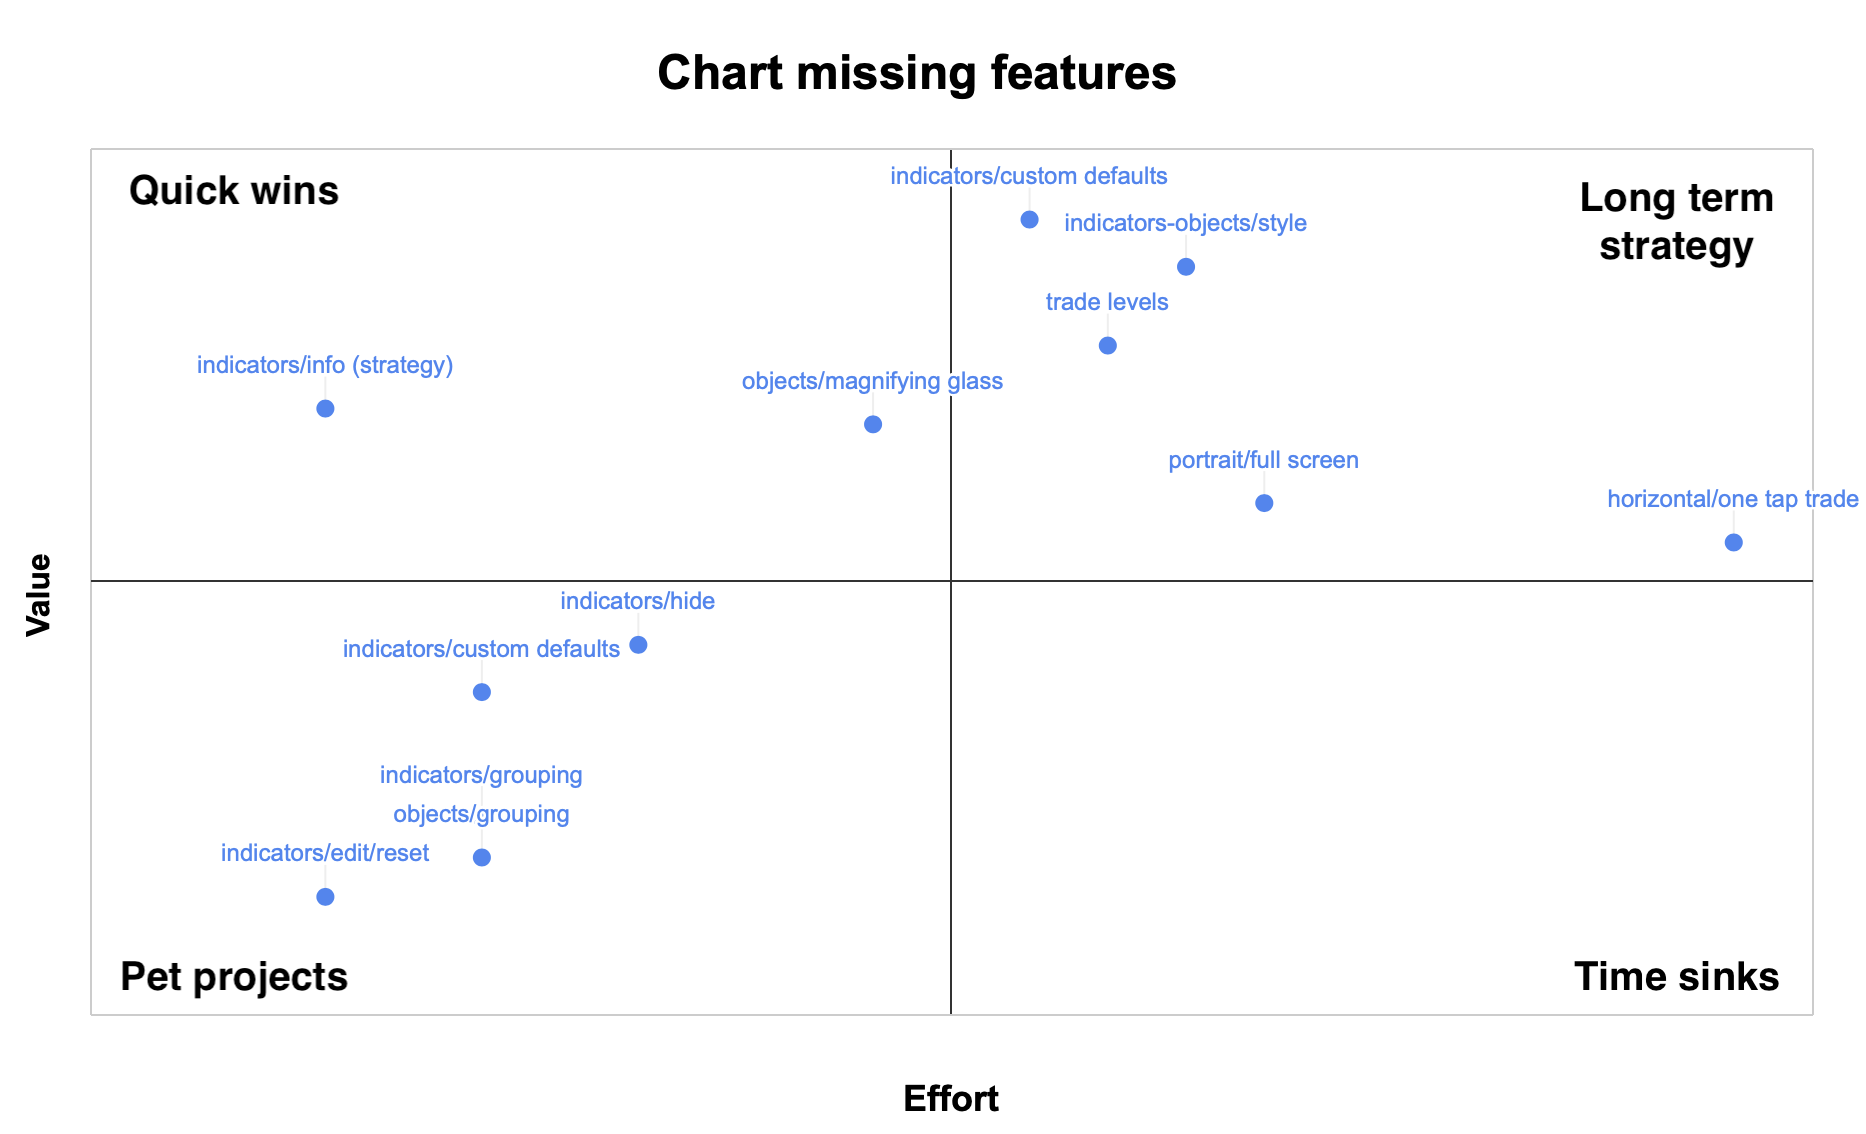 Chart missing features
Quick wins
Long term
strategy
indicators/custom defaults
indicators-objects/style
trade levels
indicators/info (strategy)
objects/magnifying glass
portrait/full screen
horizontal/one tap trade
Value
indicators/hide
indicators/custom defaults
indicators/grouping
objects/grouping
indicators/edit/reset
Pet projects
Time sinks
Effort